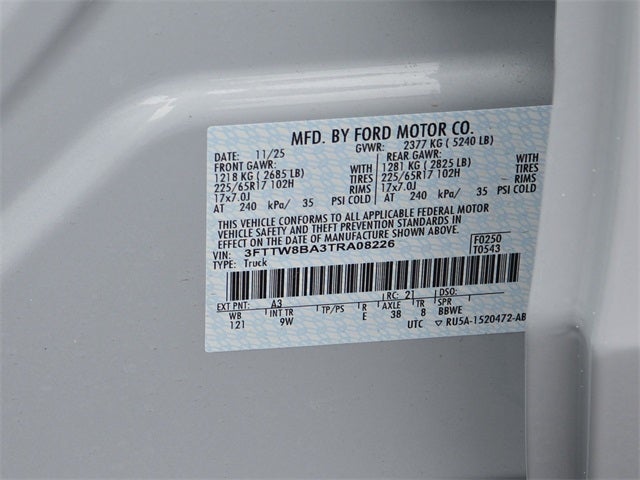 MFD. BY FORD MOTOR CO.
DATE: 11/25 GVWR: 2377 KG ( 5240 LB)
FRONT GAWR: REAR GAWR:
1218 KG ( 2685 LB) WITH 1281 KG ( 2825 LB) WITH
225/65R17 102H TIRES 225/65R17 102H TIRES
17x7.0J RIMS 17x7.0J RIMS
AT 240 kPa/ 35 PSI COLD AT 240 kPa/ 35 PSI COLD
THIS VEHICLE CONFORMS TO ALL APPLICABLE FEDERAL MOTOR
VEHICLE SAFETY AND THEFT PREVENTION STANDARDS IN
EFFECT ON THE DATE OF MANUFACTURE SHOWN ABOVE.
VIN: 3FTTW8BA3TRA08226 F0250
TYPE: Truck T0543
EXT PNT: A3 RC: 21 DSO:
WB INT TR TP/PS R AXLE TR SPR
121 9W E 38 8 BBWE
UTC ▽ RU5A-1520472-AB